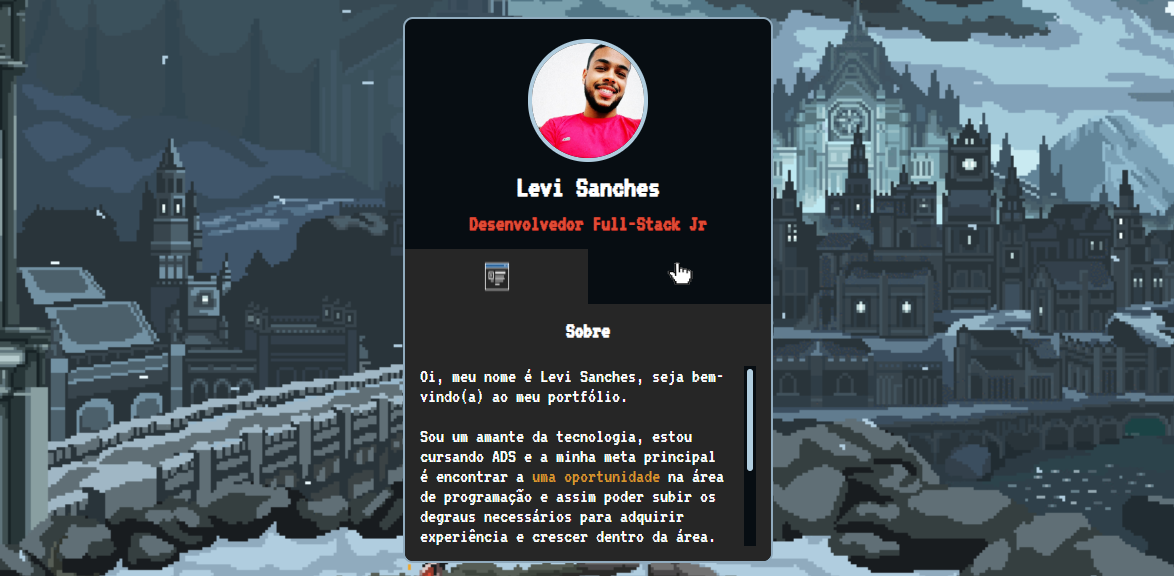 Levi Sanches
Desenvolvedor Full-Stack Jr
Sobre
Oi, meu nome é Levi Sanches, seja bem-
vindo(a) ao meu portfólio.
Sou um amante da tecnologia, estou
cursando ADS e a minha meta principal
é encontrar a uma oportunidade na área
de programação e assim poder subir os
degraus necessários para adquirir
experiência e crescer dentro da área.